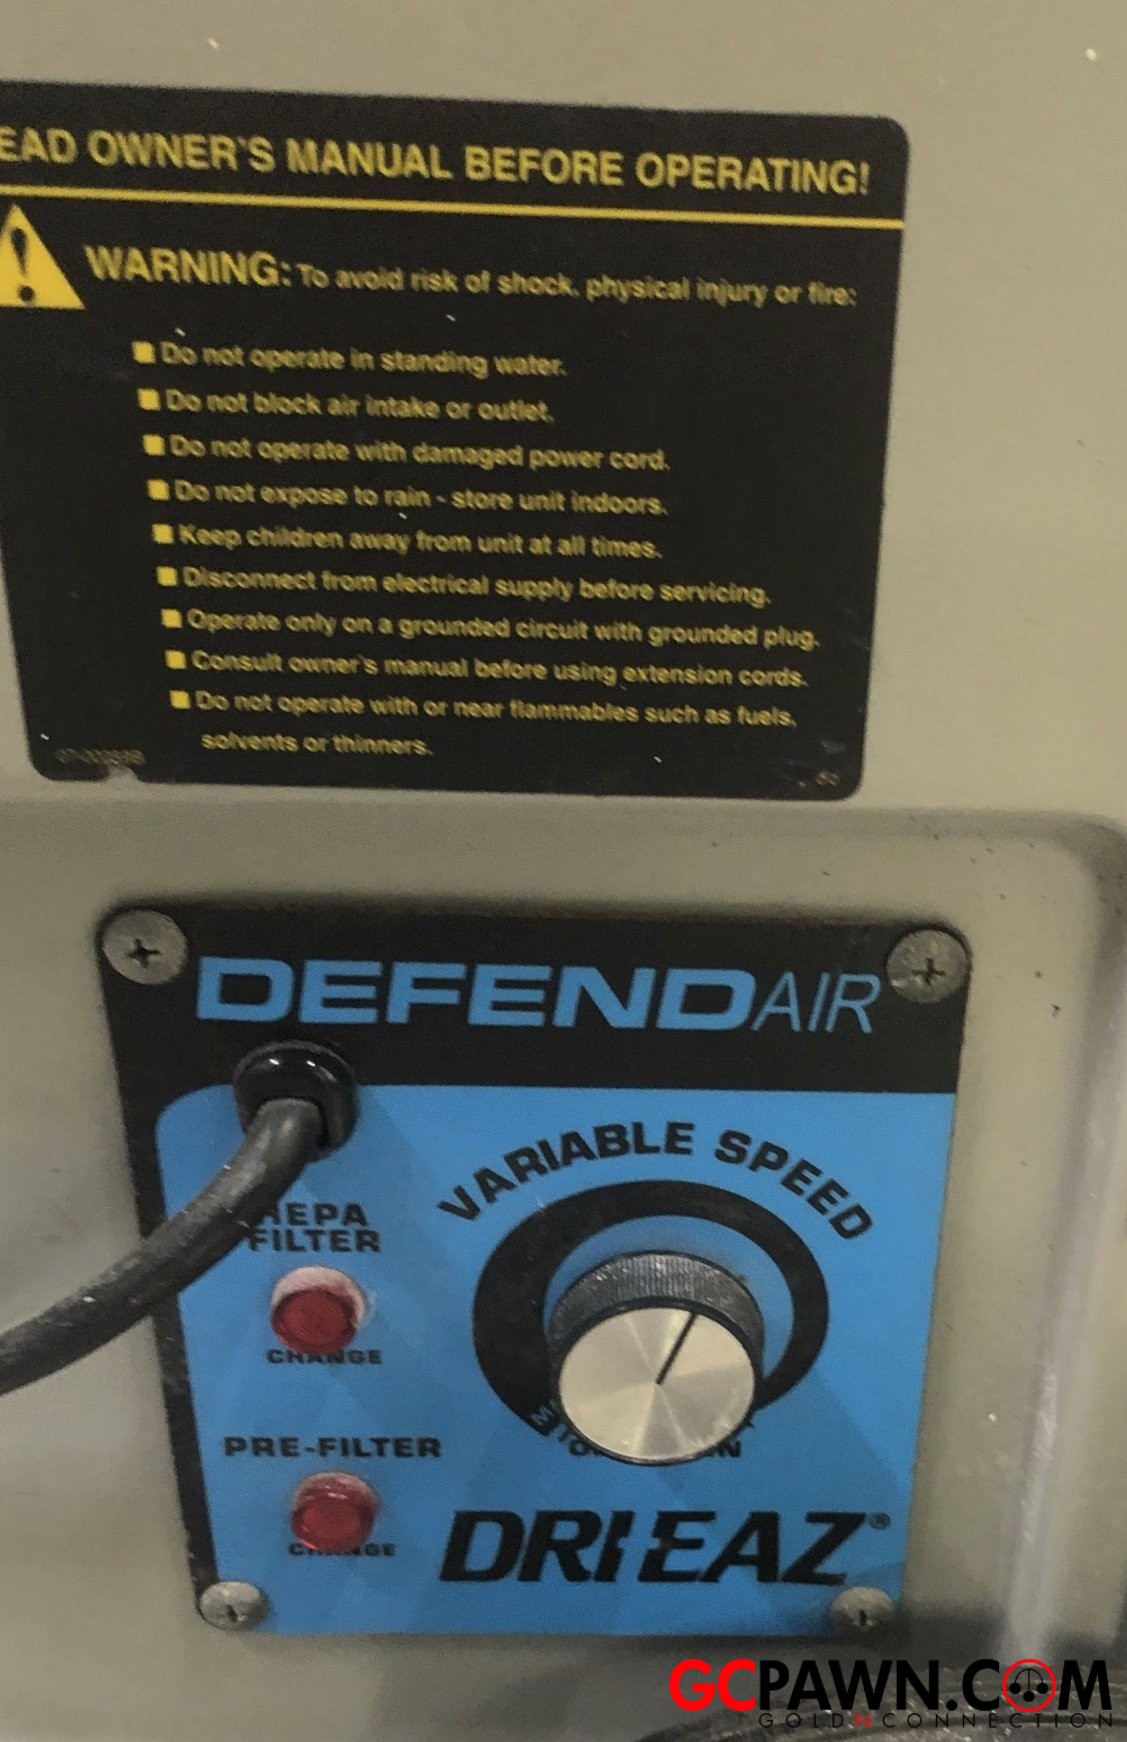 EAD OWNER'S MANUAL BEFORE OPERATING!
WARNING: To avoid risk of shock, physical injury or fire:
Do not operate in standing water.
Do not block air intake or outlet.
Do not operate with damaged power cord.
Do not expose to rain - store unit indoors.
Keep children away from unit at all times.
Disconnect from electrical supply before servicing.
Operate only on a grounded circuit with grounded plug.
Consult owner's manual before using extension cords.
Do not operate with or near flammables such as fuels,
solvents or thinners.
DEFENDAIR
VARIABLE SPEED
HEPA
FILTER
CHANGE
PRE-FILTER
CHANGE
DRIEAZ®
GCPAWN.COM
GOLDNCONNECTION